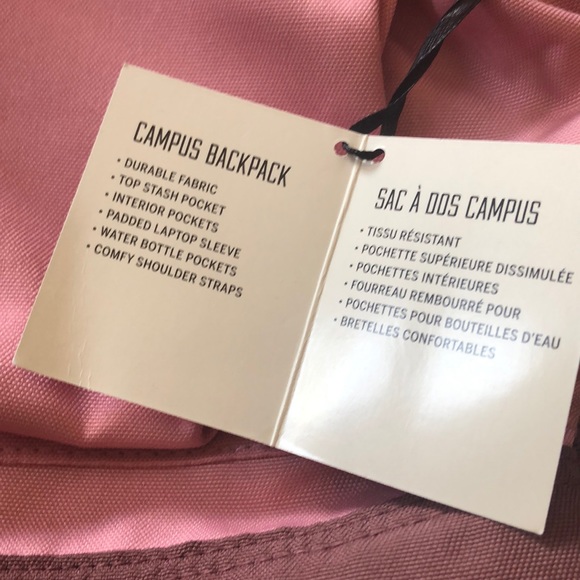 CAMPUS BACKPACK
• DURABLE FABRIC
• TOP STASH POCKET
• INTERIOR POCKETS
• PADDED LAPTOP SLEEVE
• WATER BOTTLE POCKETS
• COMFY SHOULDER STRAPS
SAC À DOS CAMPUS
• TISSU RÉSISTANT
• POCHETTE SUPÉRIEURE DISSIMULÉE
• POCHETTES INTÉRIEURES
• FOURREAU REMBOURRÉ POUR
• POCHETTES POUR BOUTEILLES D'EAU
• BRETELLES CONFORTABLES